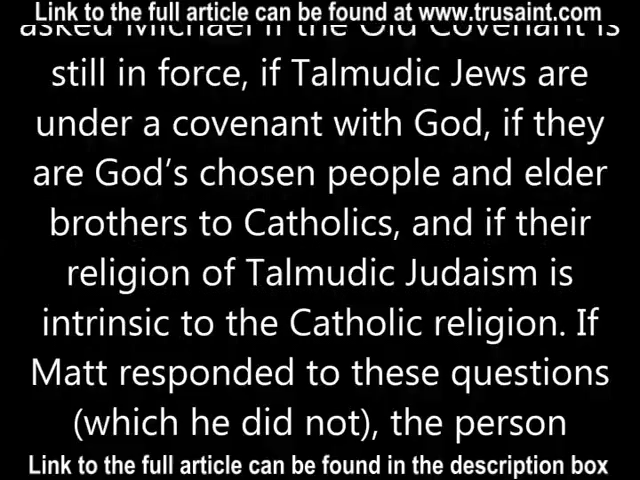 Link to the full article can be found at www.trusaint.com
asked Michael if the Old Covenant is
still in force, if Talmudic Jews are
under a covenant with God, if they
are God’s chosen people and elder
brothers to Catholics, and if their
religion of Talmudic Judaism is
intrinsic to the Catholic religion. If
Matt responded to these questions
(which he did not), the person
Link to the full article can be found in the description box